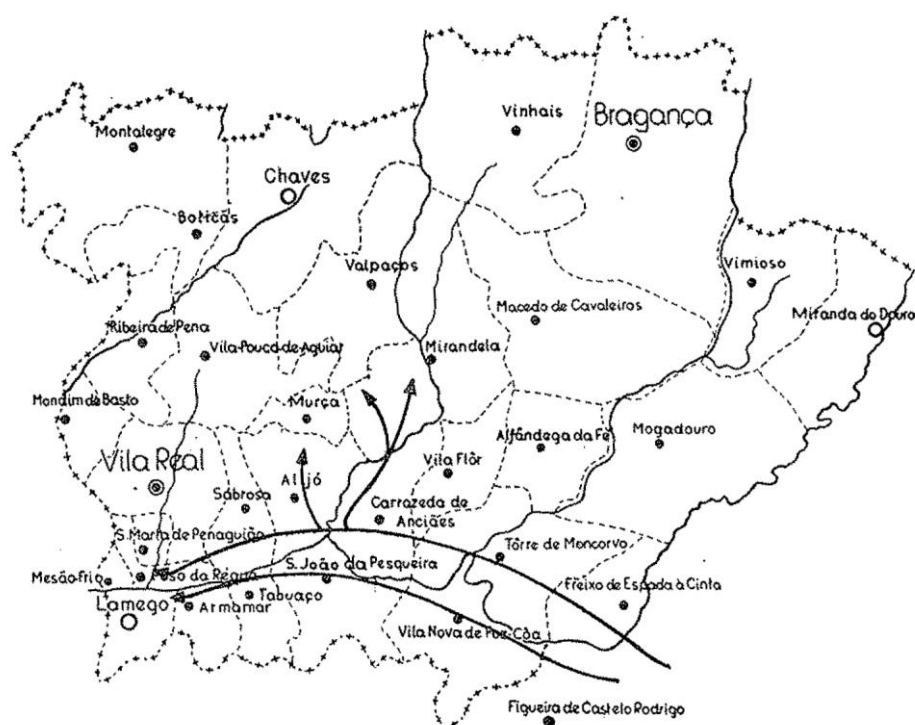 Vinhais
Bragança
Montalegre
Chaves
Boticas
Valpaços
Vimioso
Macedo de Cavaleiros
Miranda do Douro
Ribeira de Pena
Vila-Pouca-de-Aguiar
Mirandela
Mondim de Basto
Murça
Mogadouro
Alfândega da Fé
Vila Real
Vila Flôr
Alijó
Sabrosa
Carrazeda de
Anciães
S. Marta de Penaguião
Tôrre de Moncorvo
S. João da Pesqueira
Mesão-frio
Peso da Régua
Freixo de Espada à Cinta
Lamego
Tabuaço
Armamar
Vila Nova de Foz-Côa
Figueira de Castelo Rodrigo